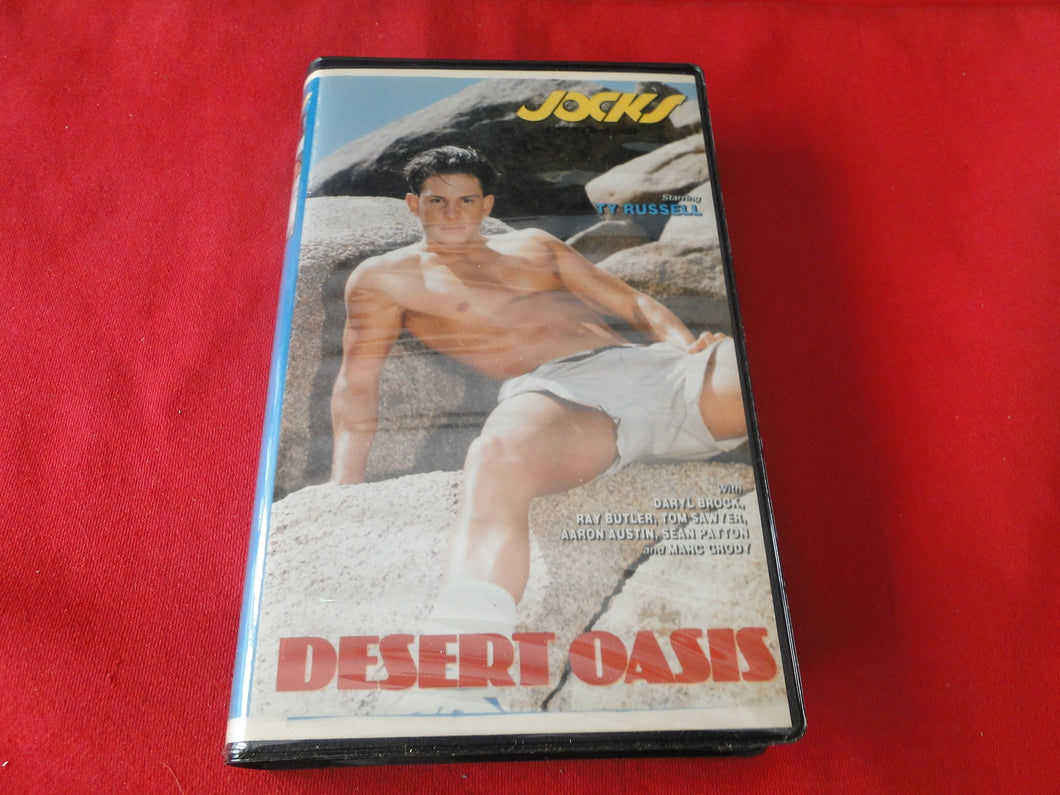 JOCKS
Starring
TY RUSSELL
With
DARYL BROCK,
RAY BUTLER, TOM SAWYER,
AARON AUSTIN, SEAN PATTON
and MARC GRODY
DESERT OASIS